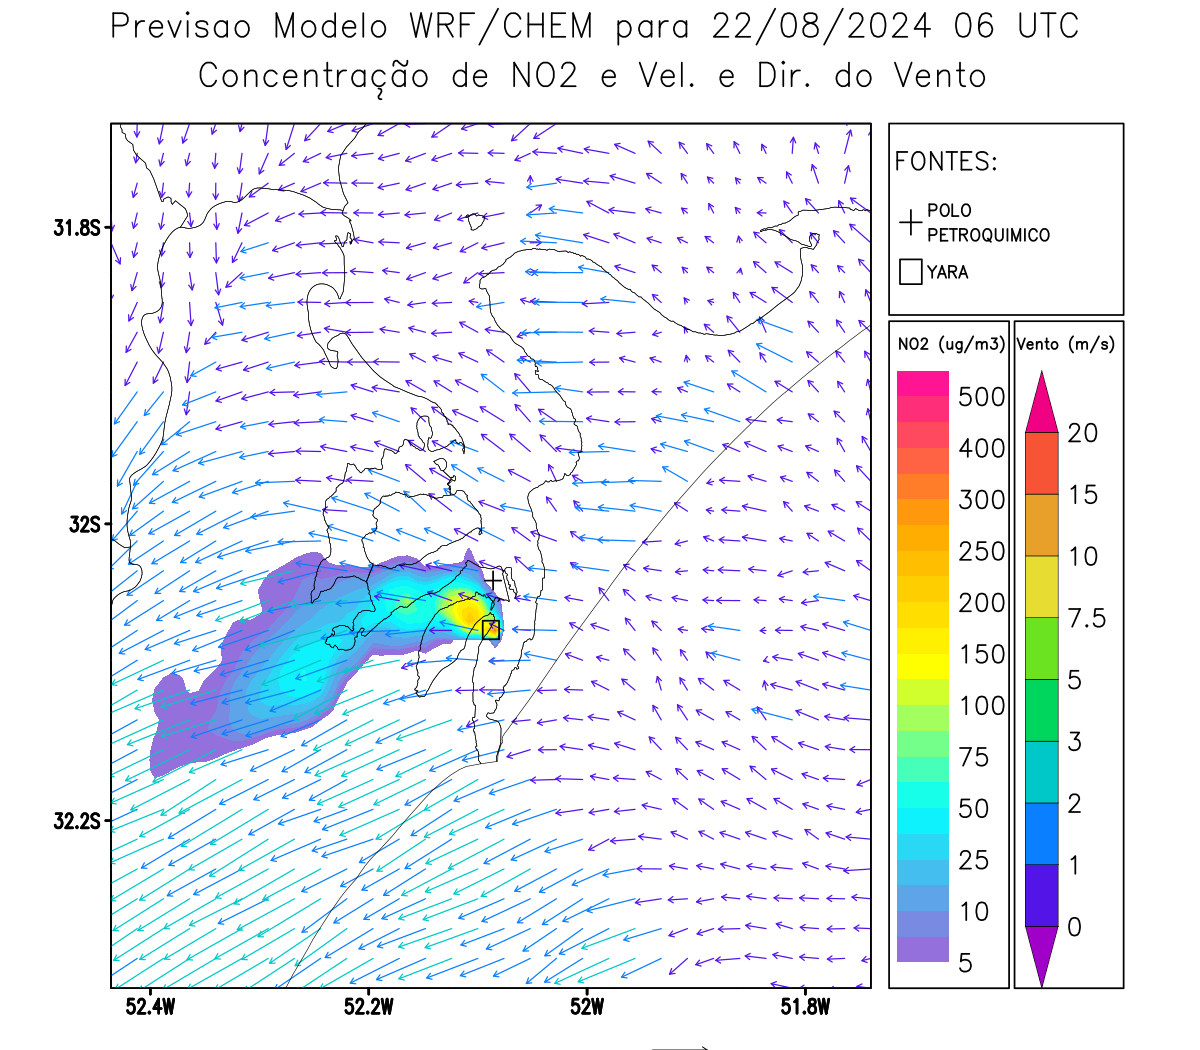 Previsao Modelo WRF/CHEM para 22/08/2024 06 UTC
Concentração de NO2 e Vel. e Dir. do Vento
FONTES:
POLO
PETROQUIMICO
YARA
NO2 (ug/m3)
500
400
300
250
200
150
100
75
50
25
10
5
Vento (m/s)
20
15
10
7.5
5
3
2
1
0
31.8S
32S
32.2S
52.4W
52.2W
52W
51.8W